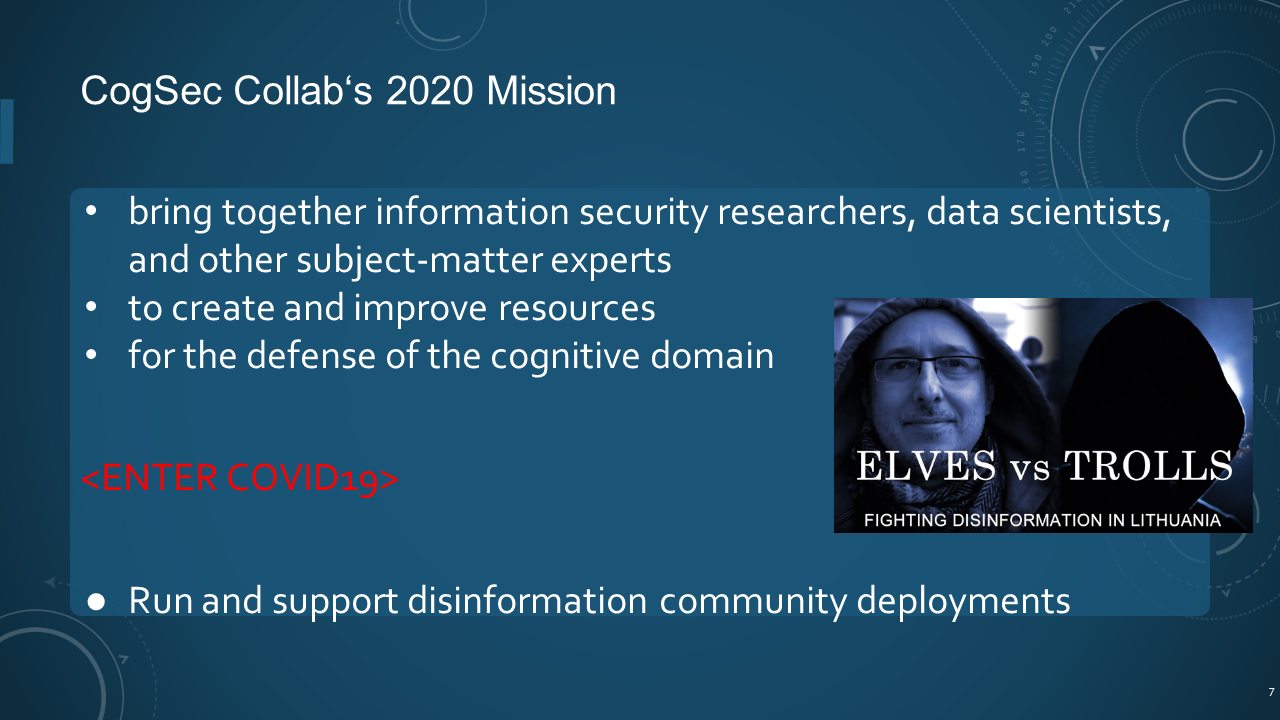 CogSec Collab‘s 2020 Mission
• bring together information security researchers, data scientists,
and other subject-matter experts
• to create and improve resources
• for the defense of the cognitive domain
ELVES vs TROLLS
FIGHTING DISINFORMATION IN LITHUANIA
<ENTER COVID19>
● Run and support disinformation community deployments
7